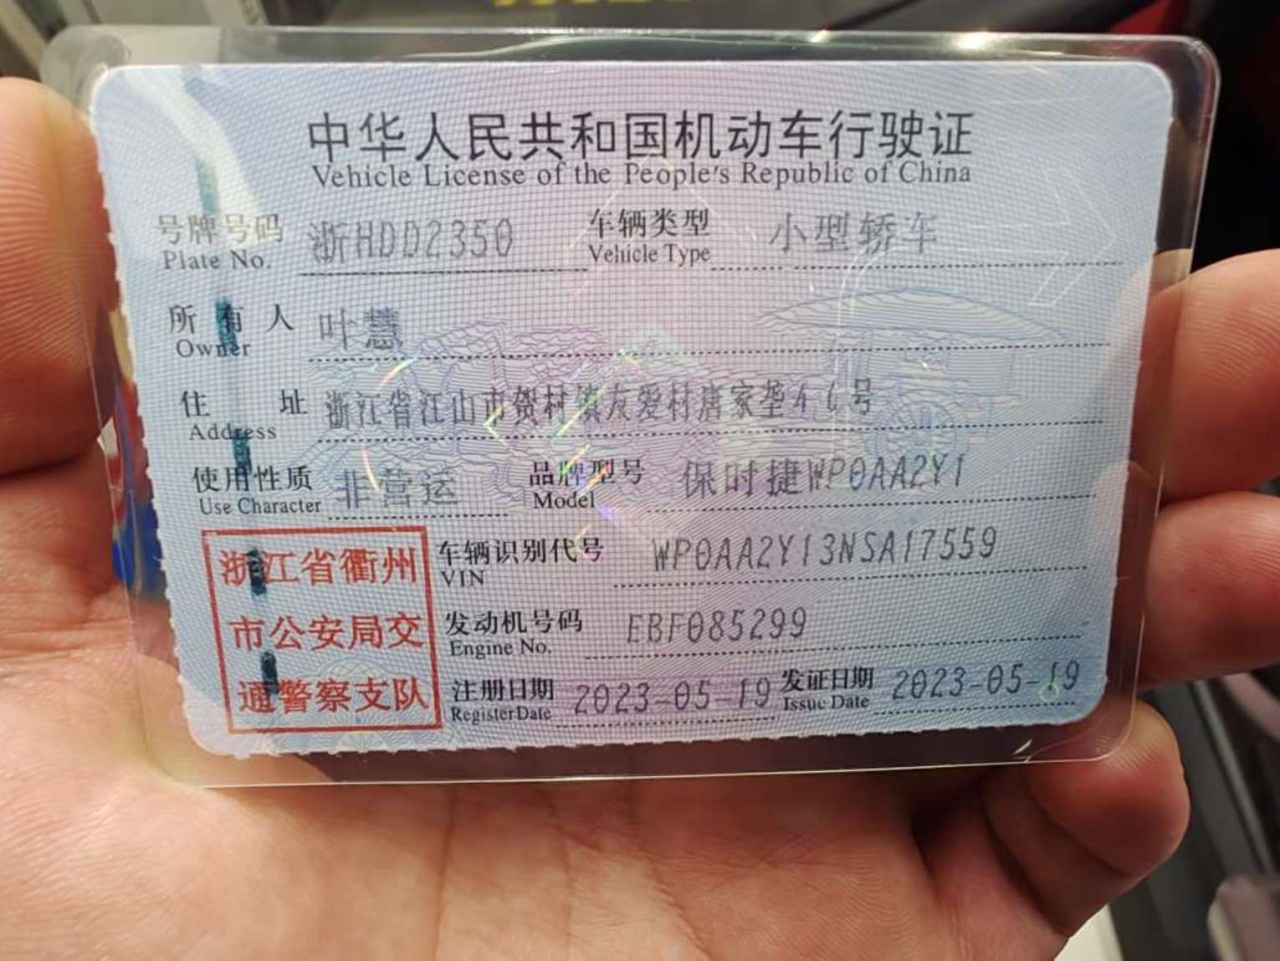 中华人民共和国机动车行驶证
Vehicle License of the People's Republic of China
号牌号码 浙HDD2350 车辆类型 小型轿车
Plate No. Vehicle Type
所有人 叶慧
Owner
住址 浙江省江山市贺村镇友爱村唐家垄46号
Address
使用性质 非营运 品牌型号 保时捷WP0AA2Y1
Use Character Model
车辆识别代号 WP0AA2Y13NSA17559
VIN
发动机号码 EBF085299
Engine No.
注册日期 2023-05-19 发证日期 2023-05-19
Register Date Issue Date
浙江省衢州
市公安局交
通警察支队